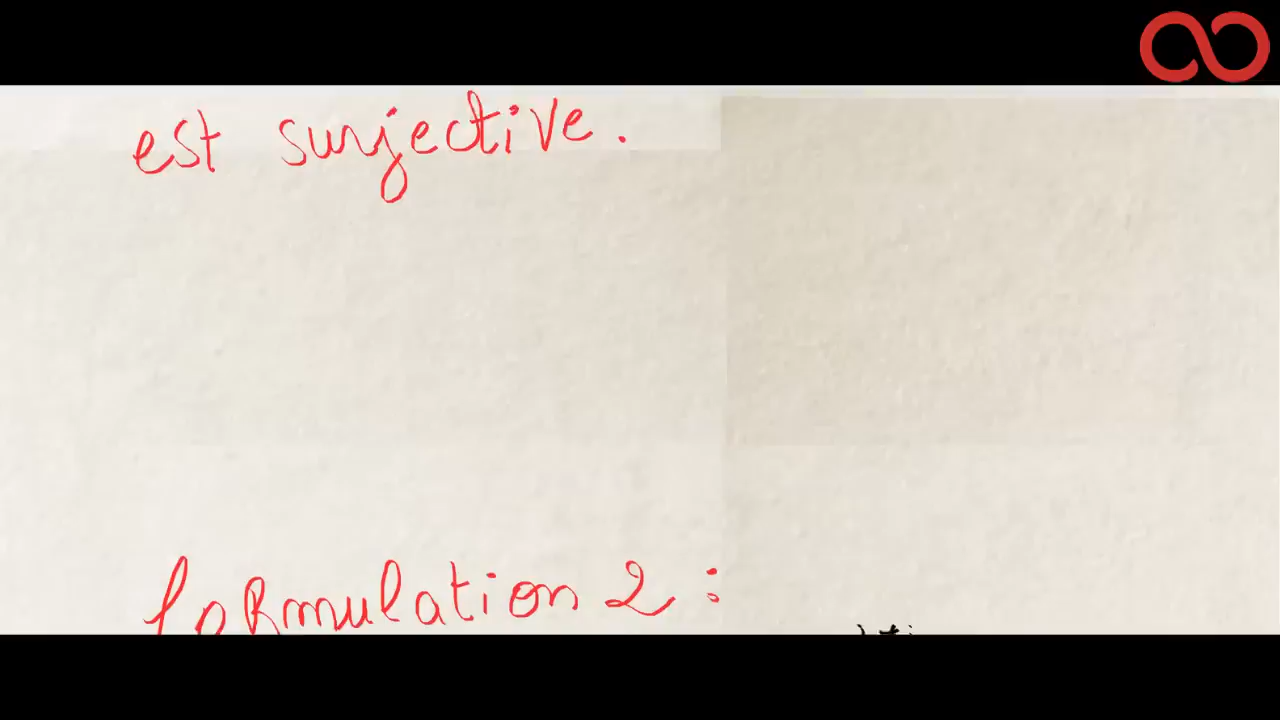 est surjective.
formulation 2 :